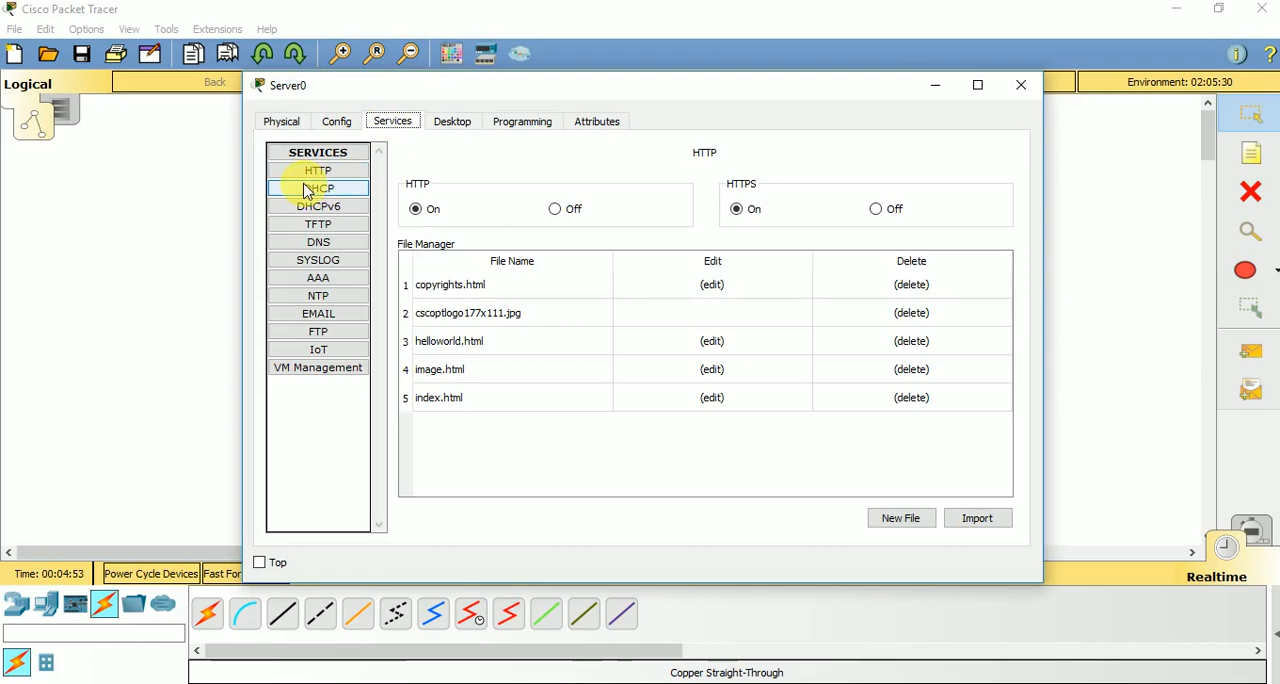 Cisco Packet Tracer
File Edit Options View Tools Extensions Help
Logical
Back
Environment: 02:05:30
Server0
Physical Config Services Desktop Programming Attributes
SERVICES
HTTP
DHCP
DHCPv6
TFTP
DNS
SYSLOG
AAA
NTP
EMAIL
FTP
IoT
VM Management
HTTP
HTTP
On Off
HTTPS
On Off
File Manager
File Name Edit Delete
1 copyrights.html (edit) (delete)
2 cscoptlogo177x111.jpg (delete)
3 helloworld.html (edit) (delete)
4 image.html (edit) (delete)
5 index.html (edit) (delete)
New File Import
Top
Time: 00:04:53 Power Cycle Devices Fast For
Realtime
Copper Straight-Through